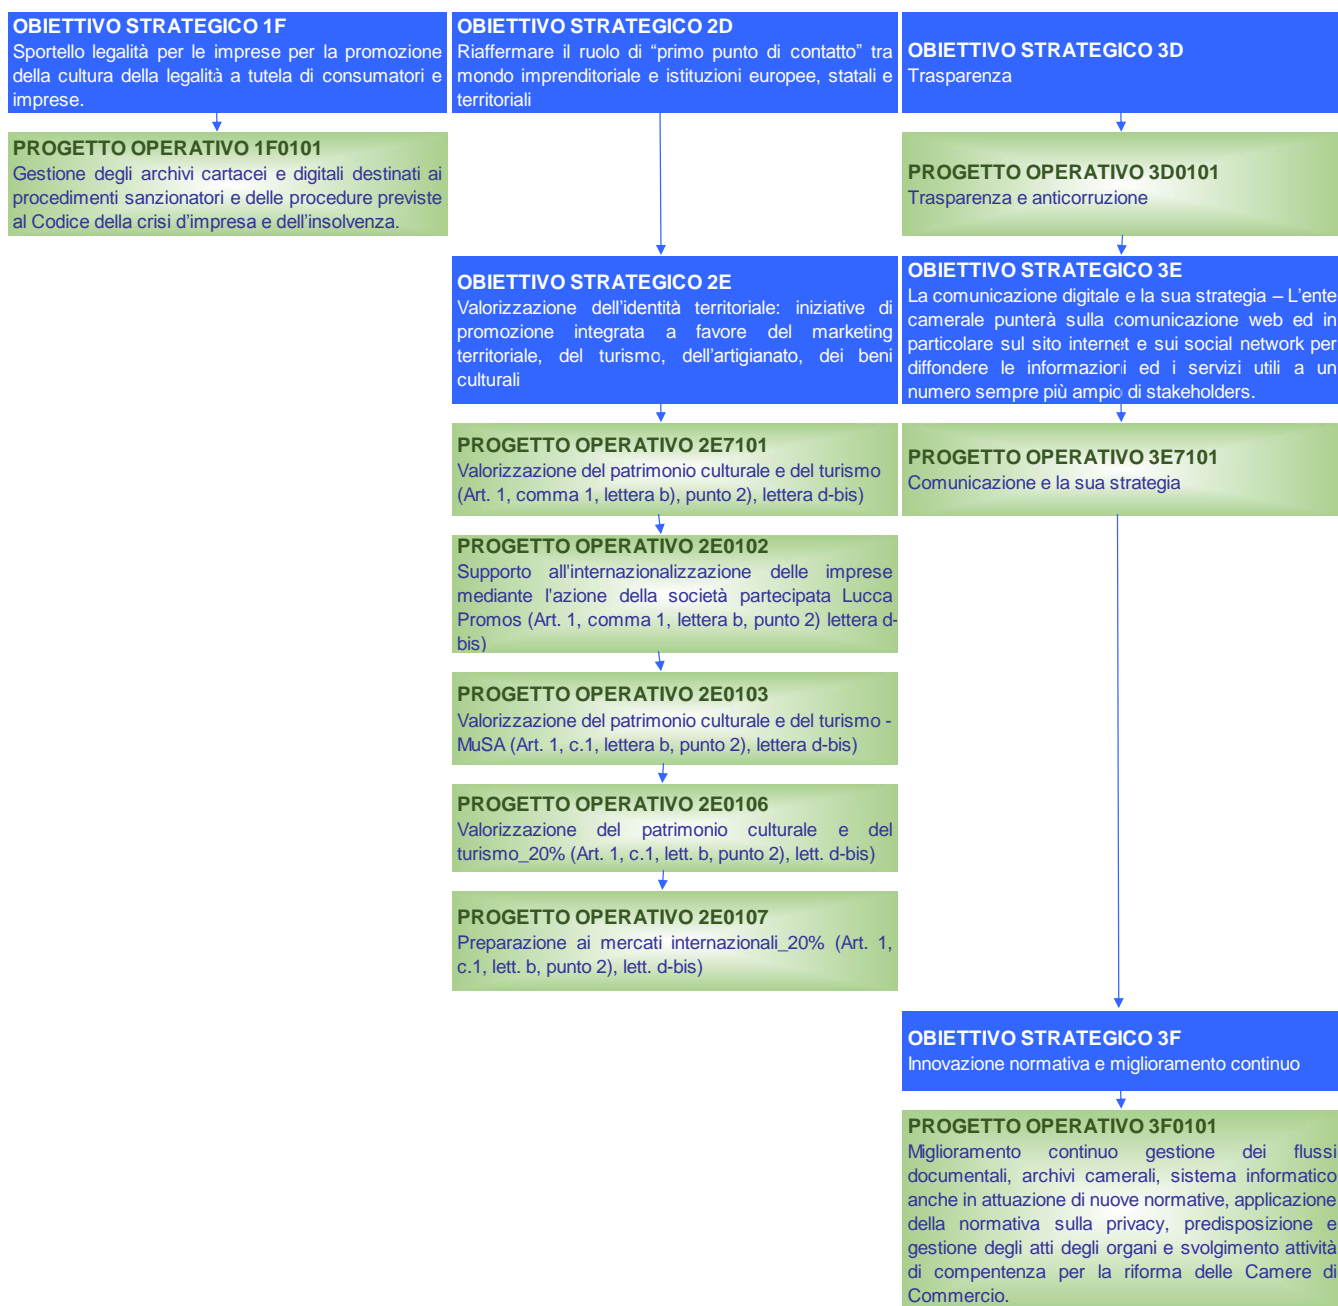 OBIETTIVO STRATEGICO 1F
Sportello legalità per le imprese per la promozione
della cultura della legalità a tutela di consumatori e
imprese.
PROGETTO OPERATIVO 1F0101
Gestione degli archivi cartacei e digitali destinati ai
procedimenti sanzionatori e delle procedure previste
al Codice della crisi d'impresa e dell'insolvenza.
OBIETTIVO STRATEGICO 2D
Riaffermare il ruolo di “primo punto di contatto” tra
mondo imprenditoriale e istituzioni europee, statali e
territoriali
OBIETTIVO STRATEGICO 2E
Valorizzazione dell'identità territoriale: iniziative di
promozione integrata a favore del marketing
territoriale, del turismo, dell'artigianato, dei beni
culturali
PROGETTO OPERATIVO 2E7101
Valorizzazione del patrimonio culturale e del turismo
(Art. 1, comma 1, lettera b), punto 2), lettera d-bis)
PROGETTO OPERATIVO 2E0102
Supporto all'internazionalizzazione delle imprese
mediante l'azione della società partecipata Lucca
Promos (Art. 1, comma 1, lettera b, punto 2) lettera d-
bis)
PROGETTO OPERATIVO 2E0103
Valorizzazione del patrimonio culturale e del turismo -
MuSA (Art. 1, c.1, lettera b, punto 2), lettera d-bis)
PROGETTO OPERATIVO 2E0106
Valorizzazione del patrimonio culturale e del
turismo_20% (Art. 1, c.1, lett. b, punto 2), lett. d-bis)
PROGETTO OPERATIVO 2E0107
Preparazione ai mercati internazionali_20% (Art. 1,
c.1, lett. b, punto 2), lett. d-bis)
OBIETTIVO STRATEGICO 3D
Trasparenza
PROGETTO OPERATIVO 3D0101
Trasparenza e anticorruzione
OBIETTIVO STRATEGICO 3E
La comunicazione digitale e la sua strategia – L'ente
camerale punterà sulla comunicazione web ed in
particolare sul sito internet e sui social network per
diffondere le informazioni ed i servizi utili a un
numero sempre più ampio di stakeholders.
PROGETTO OPERATIVO 3E7101
Comunicazione e la sua strategia
OBIETTIVO STRATEGICO 3F
Innovazione normativa e miglioramento continuo
PROGETTO OPERATIVO 3F0101
Miglioramento continuo gestione dei flussi
documentali, archivi camerali, sistema informatico
anche in attuazione di nuove normative, applicazione
della normativa sulla privacy, predisposizione e
gestione degli atti degli organi e svolgimento attività
di compentenza per la riforma delle Camere di
Commercio.